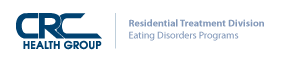 CRC
HEALTH GROUP
Residential Treatment Division
Eating Disorders Programs